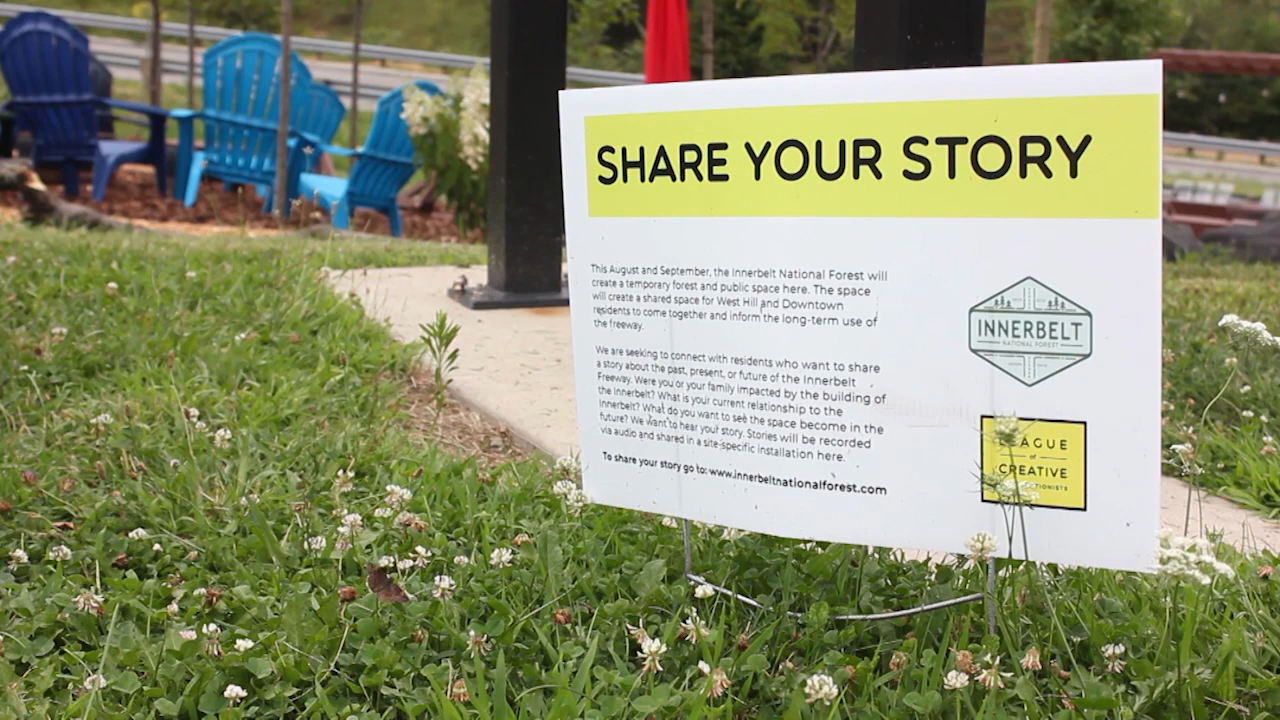 SHARE YOUR STORY
This August and September, the Innerbelt National Forest will
create a temporary forest and public space here. The space
will create a shared space for West Hill and Downtown
residents to come together and inform the long-term use of
the freeway.
We are seeking to connect with residents who want to share
a story about the past, present, or future of the Innerbelt
Freeway. Were you or your family impacted by the building of
the Innerbelt? What is your current relationship to the
Innerbelt? What do you want to see the space become in the
future? We want to hear your story. Stories will be recorded
via audio and shared in a site-specific installation here.
To share your story go to: www.innerbeltnationalforest.com
INNERBELT
NATIONAL FOREST
LEAGUE
of
CREATIVE